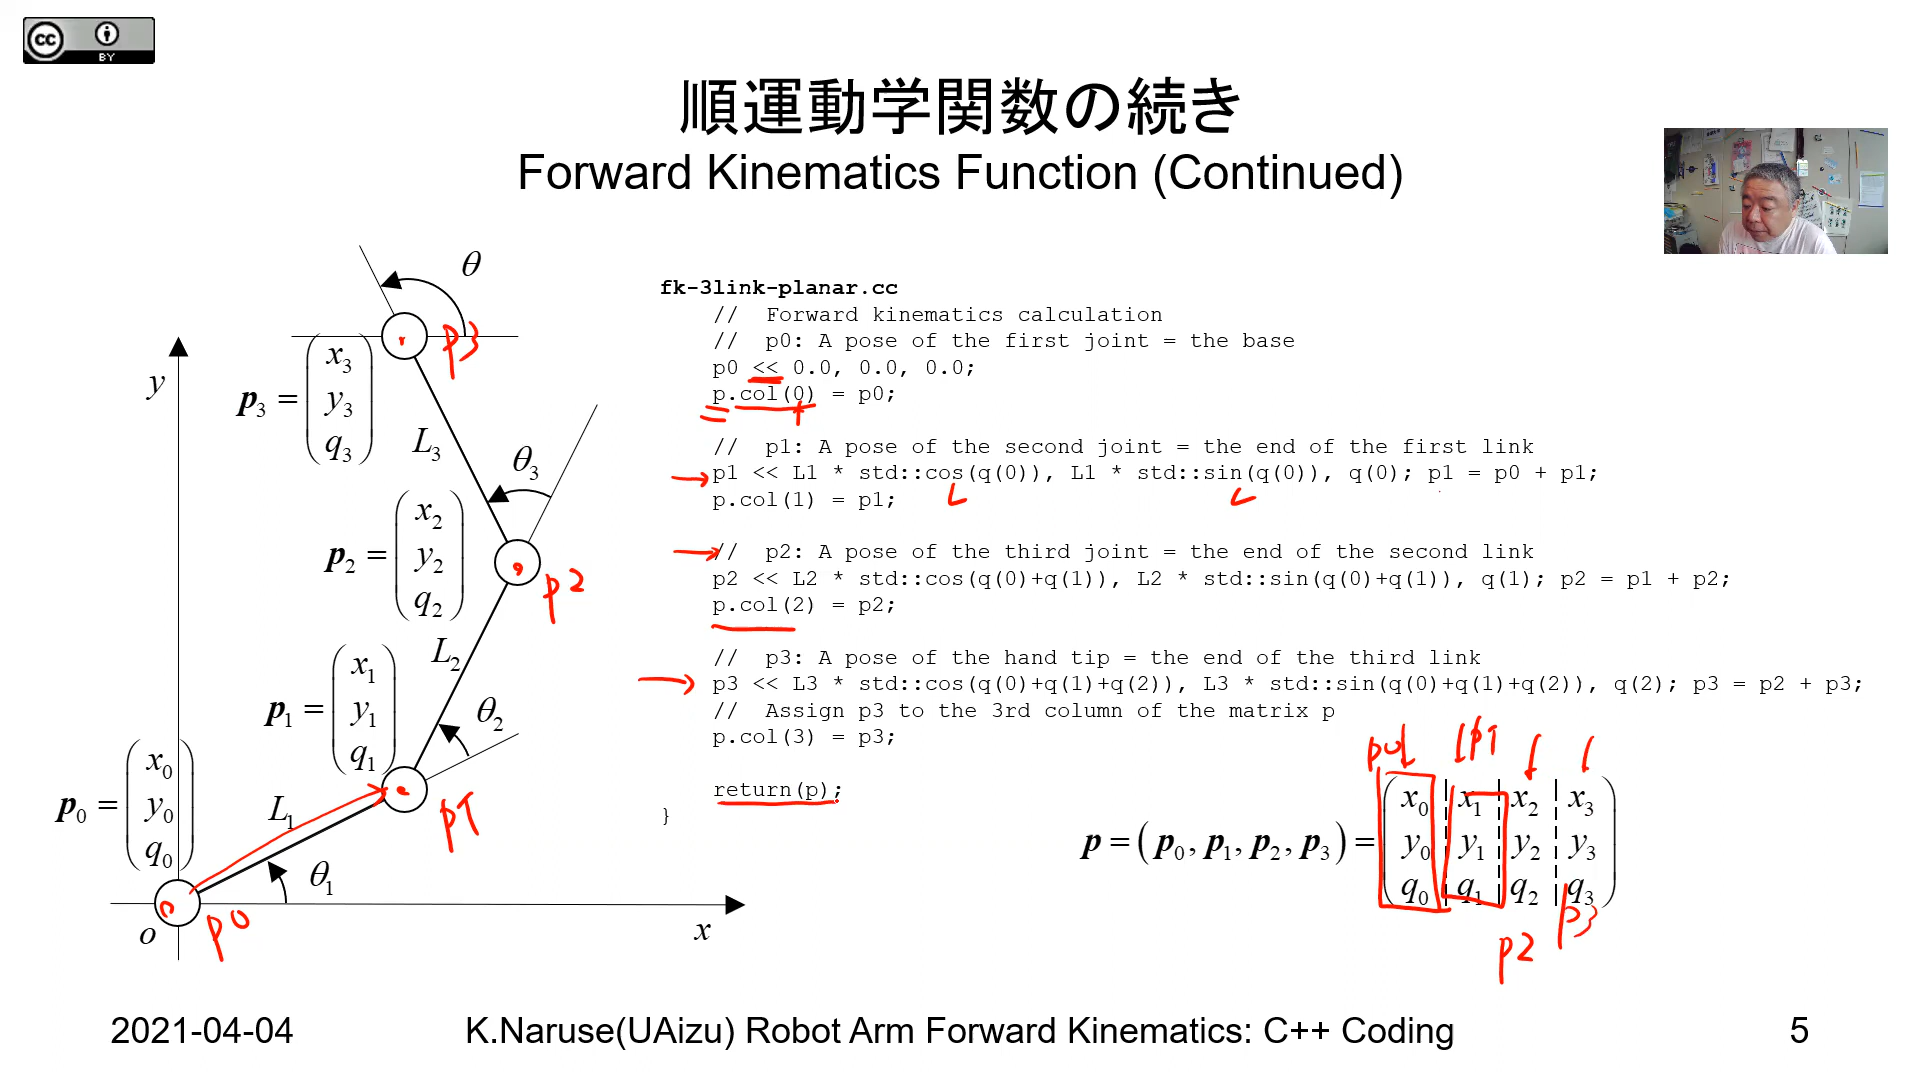 cc BY
順運動学関数の続き
Forward Kinematics Function (Continued)
fk-3link-planar.cc
// Forward kinematics calculation
// p0: A pose of the first joint = the base
p0 << 0.0, 0.0, 0.0;
p.col(0) = p0;
// p1: A pose of the second joint = the end of the first link
p1 << L1 * std::cos(q(0)), L1 * std::sin(q(0)), q(0); p1 = p0 + p1;
p.col(1) = p1;
// p2: A pose of the third joint = the end of the second link
p2 << L2 * std::cos(q(0)+q(1)), L2 * std::sin(q(0)+q(1)), q(1); p2 = p1 + p2;
p.col(2) = p2;
// p3: A pose of the hand tip = the end of the third link
p3 << L3 * std::cos(q(0)+q(1)+q(2)), L3 * std::sin(q(0)+q(1)+q(2)), q(2); p3 = p2 + p3;
// Assign p3 to the 3rd column of the matrix p
p.col(3) = p3;
return(p);
}
θ
p3
y
p3 = (x3 y3 q3)
L3
θ3
p2 = (x2 y2 q2)
p2
L2
p1 = (x1 y1 q1)
θ2
p1
p0 = (x0 y0 q0)
L1
θ1
o
p0
x
p0 p1
p = (p0, p1, p2, p3) =
x0 x1 x2 x3
y0 y1 y2 y3
q0 q1 q2 q3
p2 p3
2021-04-04
K.Naruse(UAizu) Robot Arm Forward Kinematics: C++ Coding
5